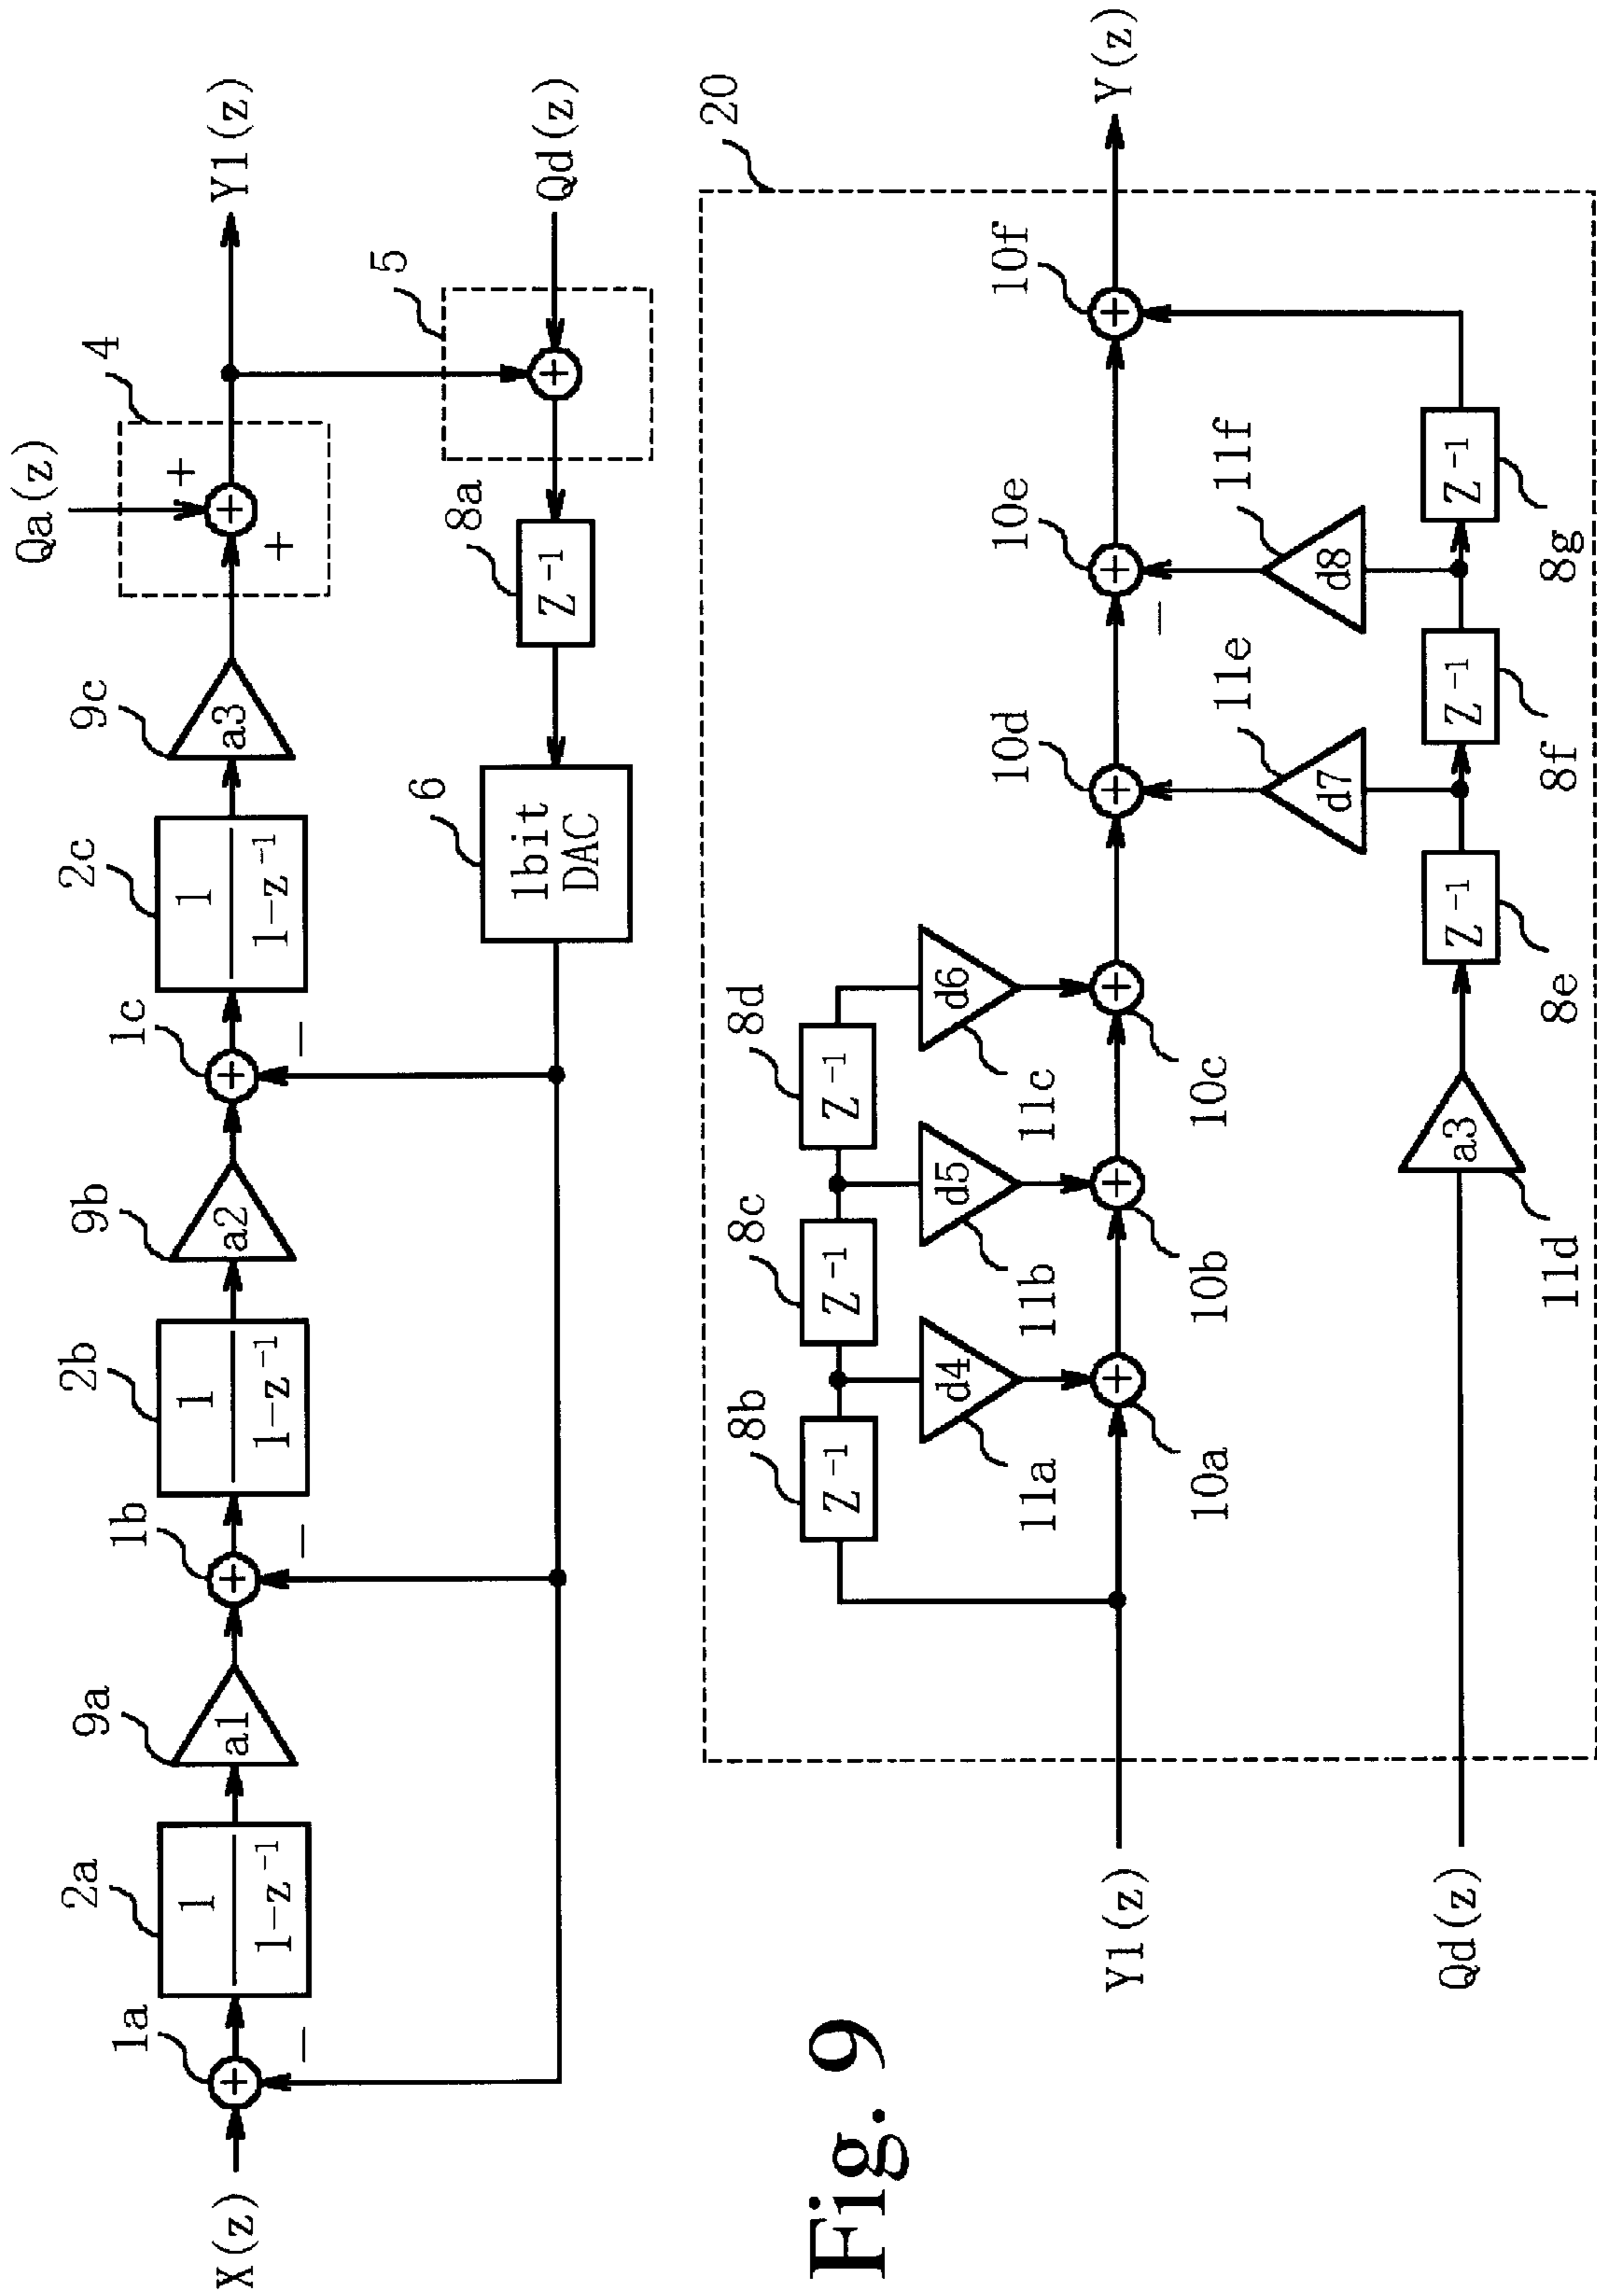 Fig. 9
X(z)
1a
2a
1
1-z⁻¹
9a
a1
1b
2b
1
1-z⁻¹
9b
a2
1c
2c
1
1-z⁻¹
9c
a3
Qa(z)
4
+
+
Y1(z)
5
Qd(z)
8a
Z⁻¹
6
1bit
DAC
−
−
−
20
Y1(z)
8b
Z⁻¹
8c
Z⁻¹
8d
Z⁻¹
d4
11a
d5
11b
d6
11c
10a
10b
10c
10d
10e
10f
−
Y(z)
Qd(z)
a3
11d
Z⁻¹
8e
d7
11e
Z⁻¹
8f
d8
11f
Z⁻¹
8g